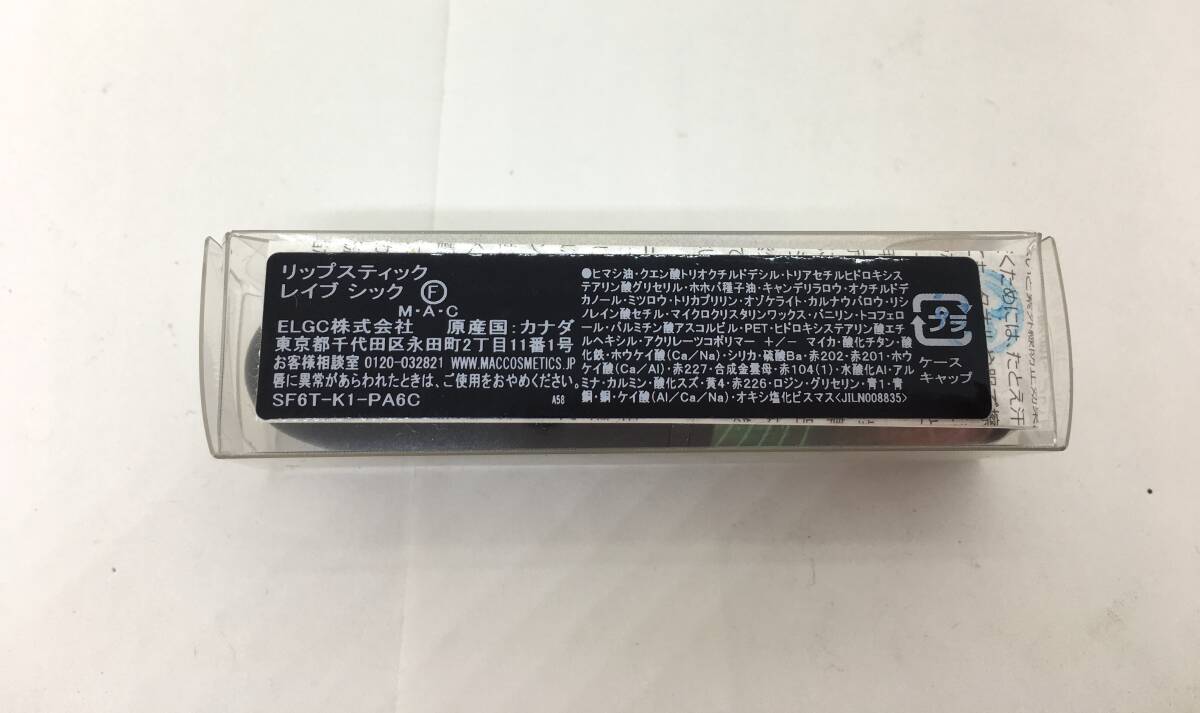 リップスティック
レイブ シック Ⓕ
M・A・C
ELGC株式会社 原産国:カナダ
東京都千代田区永田町2丁目11番1号
お客様相談室 0120-032821 WWW.MACCOSMETICS.JP
唇に異常があらわれたときは、ご使用をおやめください。
SF6T-K1-PA6C A58
●ヒマシ油・クエン酸トリオクチルドデシル・トリアセチルヒドロキシス
テアリン酸グリセリル・ホホバ種子油・キャンデリラロウ・オクチルドデ
カノール・ミツロウ・トリカプリリン・オゾケライト・カルナウバロウ・リシ
ノレイン酸セチル・マイクロクリスタリンワックス・バニリン・トコフェロ
ール・パルミチン酸アスコルビル・PET・ヒドロキシステアリン酸エチ
ルヘキシル・アクリレーツコポリマー +/- マイカ・酸化チタン・酸
化鉄・ホウケイ酸(Ca/Na)・シリカ・硫酸Ba・赤202・赤201・ホウ
ケイ酸(Ca/Al)・赤227・合成金雲母・赤104(1)・水酸化Al・アル
ミナ・カルミン・酸化スズ・黄4・赤226・ロジン・グリセリン・青1・青
銅・銅・ケイ酸(Al/Ca/Na)・オキシ塩化ビスマス<JILN008835>
プラ
ケース
キャップ
くためには、たとえ汗